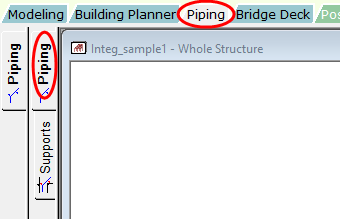 Modeling Building Planner Piping Bridge Deck Pos
Integ_sample1 - Whole Structure
Piping
Piping
Supports